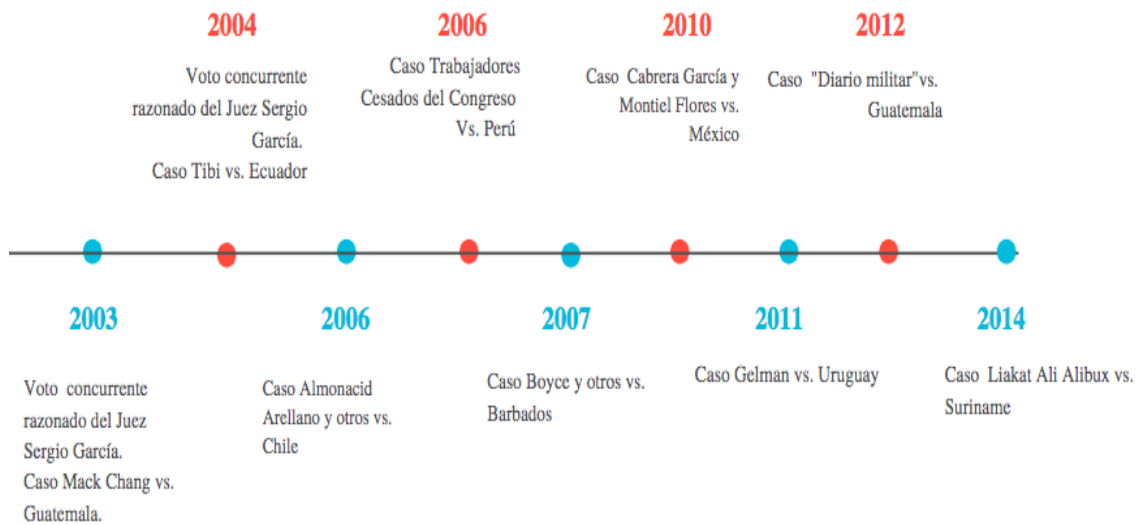 2004
Voto concurrente
razonado del Juez Sergio
García.
Caso Tibi vs. Ecuador
2006
Caso Trabajadores
Cesados del Congreso
Vs. Perú
2010
Caso Cabrera García y
Montiel Flores vs.
México
2012
Caso "Diario militar"vs.
Guatemala
2003
Voto concurrente
razonado del Juez
Sergio García.
Caso Mack Chang vs.
Guatemala.
2006
Caso Almonacid
Arellano y otros vs.
Chile
2007
Caso Boyce y otros vs.
Barbados
2011
Caso Gelman vs. Uruguay
2014
Caso Liakat Ali Alibux vs.
Suriname